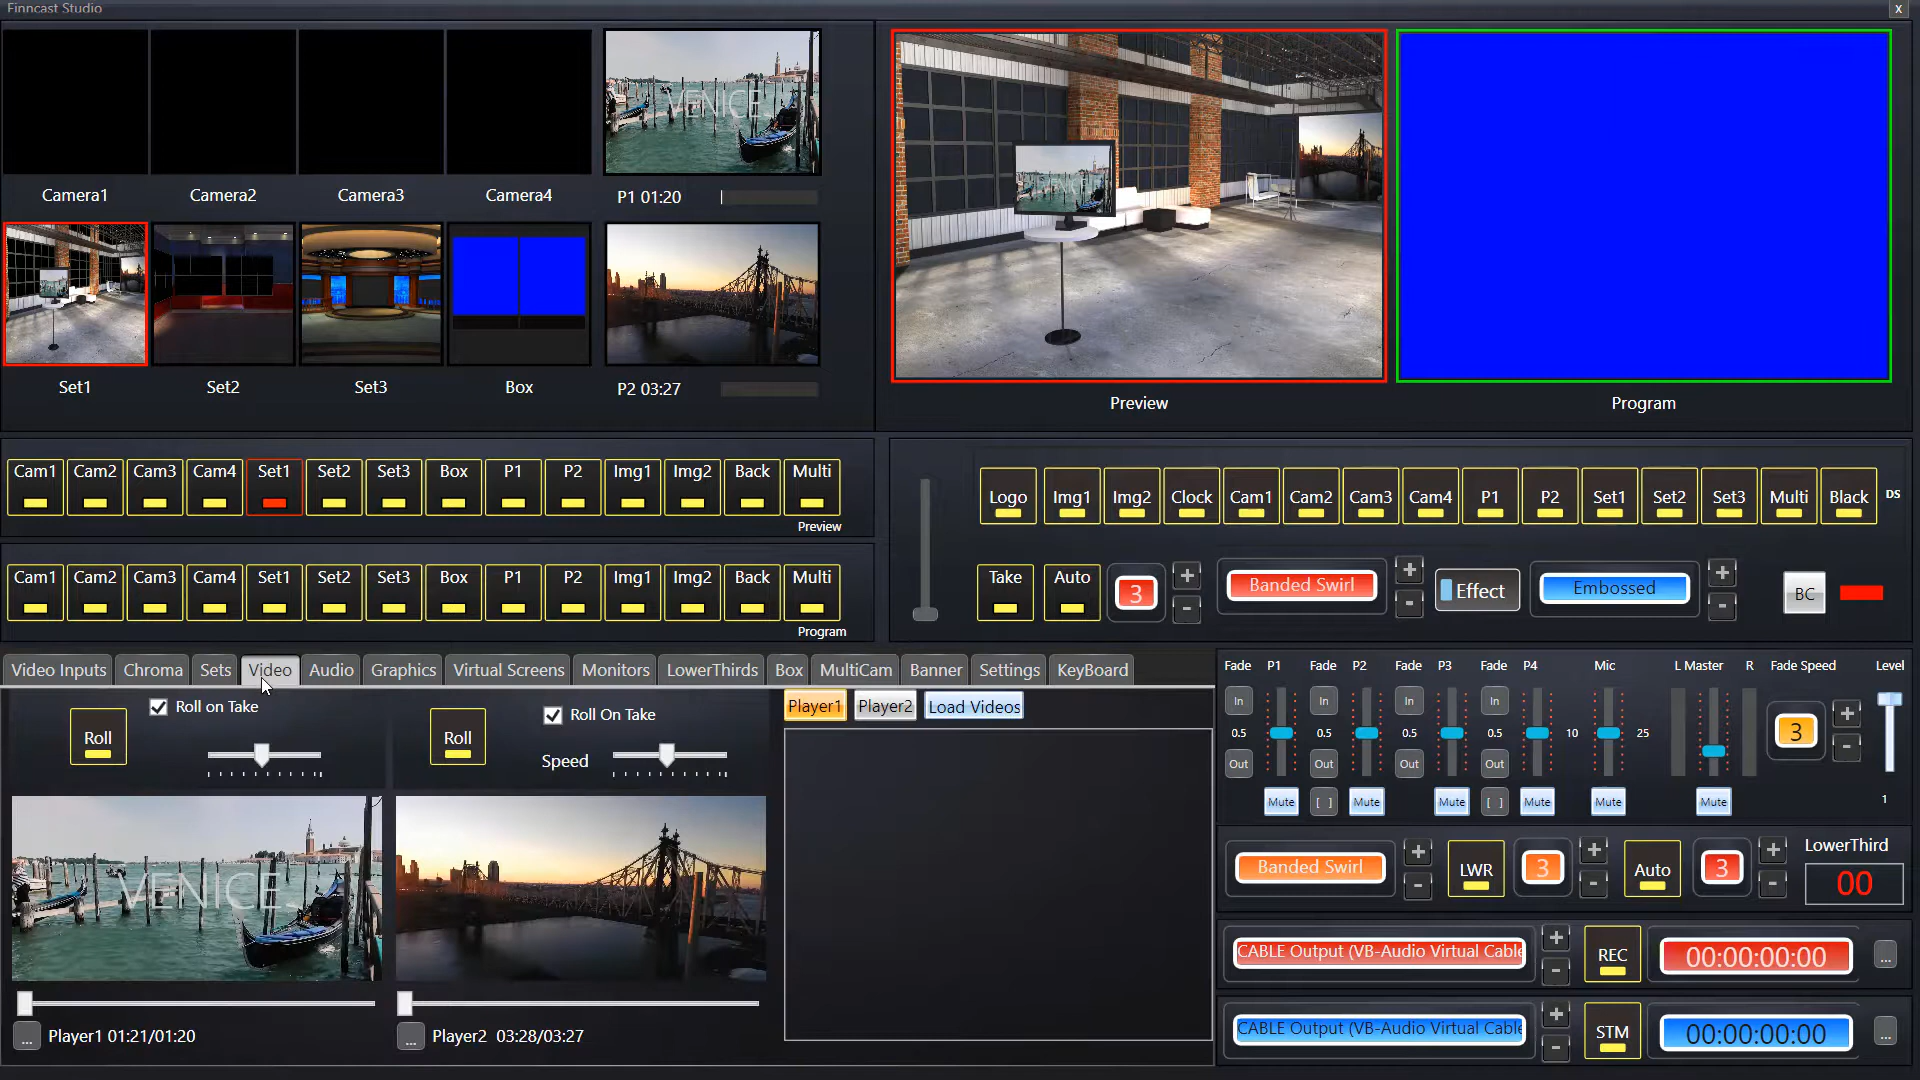 Finncast Studio
X
VENICE
Camera1
Camera2
Camera3
Camera4
P1 01:20
Set1
Set2
Set3
Box
P2 03:27
Preview
Program
Cam1 Cam2 Cam3 Cam4 Set1 Set2 Set3 Box P1 P2 Img1 Img2 Back Multi
Preview
Cam1 Cam2 Cam3 Cam4 Set1 Set2 Set3 Box P1 P2 Img1 Img2 Back Multi
Program
Logo Img1 Img2 Clock Cam1 Cam2 Cam3 Cam4 P1 P2 Set1 Set2 Set3 Multi Black DS
Take Auto 3 + - Banded Swirl + - Effect Embossed + - BC
Video Inputs Chroma Sets Video Audio Graphics Virtual Screens Monitors LowerThirds Box MultiCam Banner Settings KeyBoard
Roll
Roll on Take
Roll
Roll On Take
Speed
VENICE
Player1 Player2 Load Videos
... Player1 01:21/01:20
... Player2 03:28/03:27
Fade P1 Fade P2 Fade P3 Fade P4 Mic L Master R Fade Speed Level
In In In In
0.5 0.5 0.5 0.5 10 25 3 + -
Out Out Out Out
Mute [ ] Mute Mute [ ] Mute Mute Mute 1
Banded Swirl + - LWR 3 + - Auto 3 + - LowerThird
00
CABLE Output (VB-Audio Virtual Cable + - REC 00:00:00:00 ...
CABLE Output (VB-Audio Virtual Cable + - STM 00:00:00:00 ...